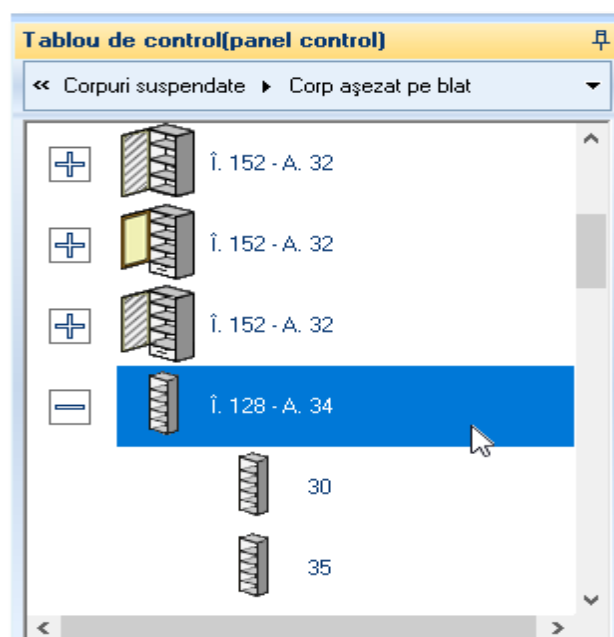 Tablou de control(panel control)
« Corpuri suspendate ▸ Corp așezat pe blat
Î. 152 - A. 32
Î. 152 - A. 32
Î. 152 - A. 32
Î. 128 - A. 34
30
35